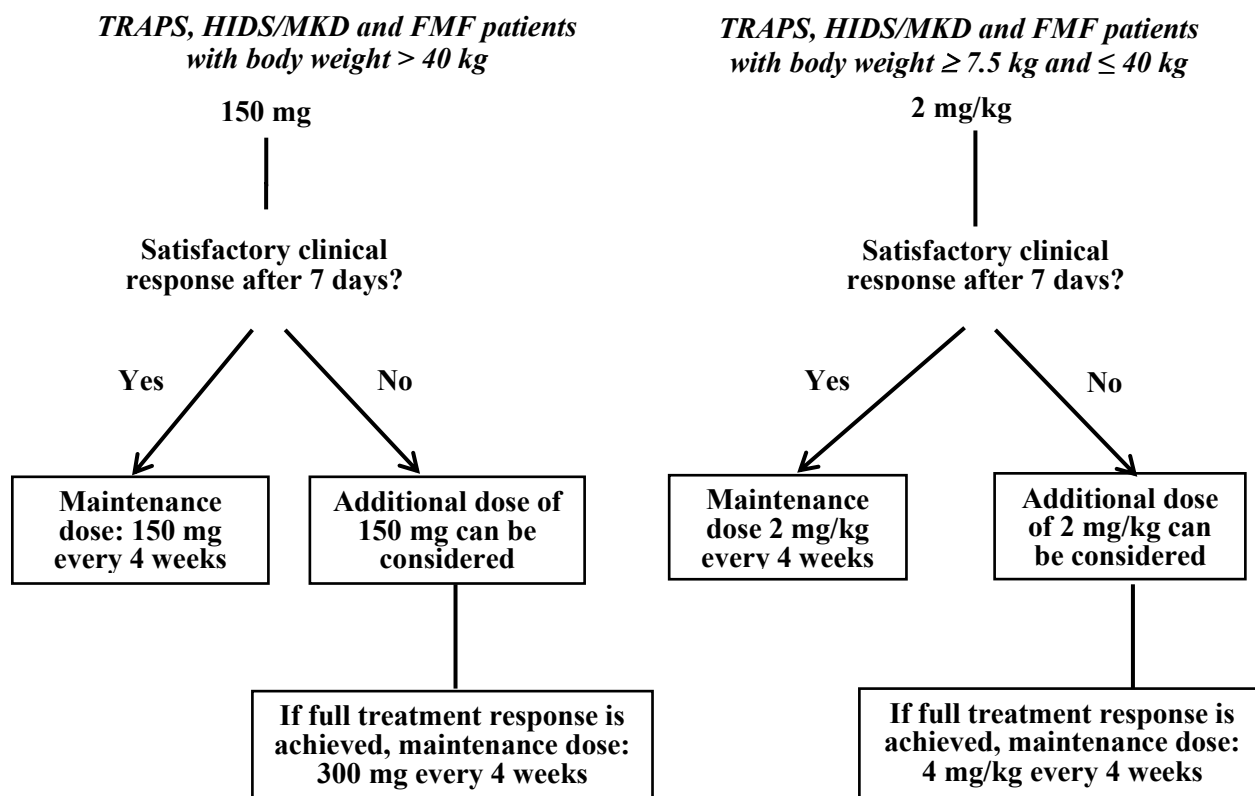 TRAPS, HIDS/MKD and FMF patients
with body weight > 40 kg
150 mg
Satisfactory clinical
response after 7 days?
Yes
No
Maintenance
dose: 150 mg
every 4 weeks
Additional dose of
150 mg can be
considered
If full treatment response is
achieved, maintenance dose:
300 mg every 4 weeks
TRAPS, HIDS/MKD and FMF patients
with body weight ≥ 7.5 kg and ≤ 40 kg
2 mg/kg
Satisfactory clinical
response after 7 days?
Yes
No
Maintenance
dose 2 mg/kg
every 4 weeks
Additional dose
of 2 mg/kg can
be considered
If full treatment response is
achieved, maintenance dose:
4 mg/kg every 4 weeks